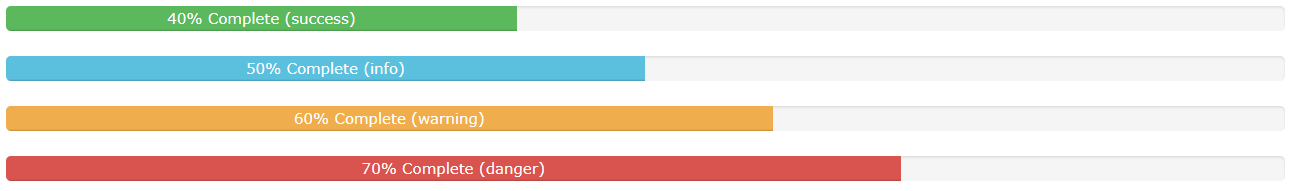 40% Complete (success)
50% Complete (info)
60% Complete (warning)
70% Complete (danger)